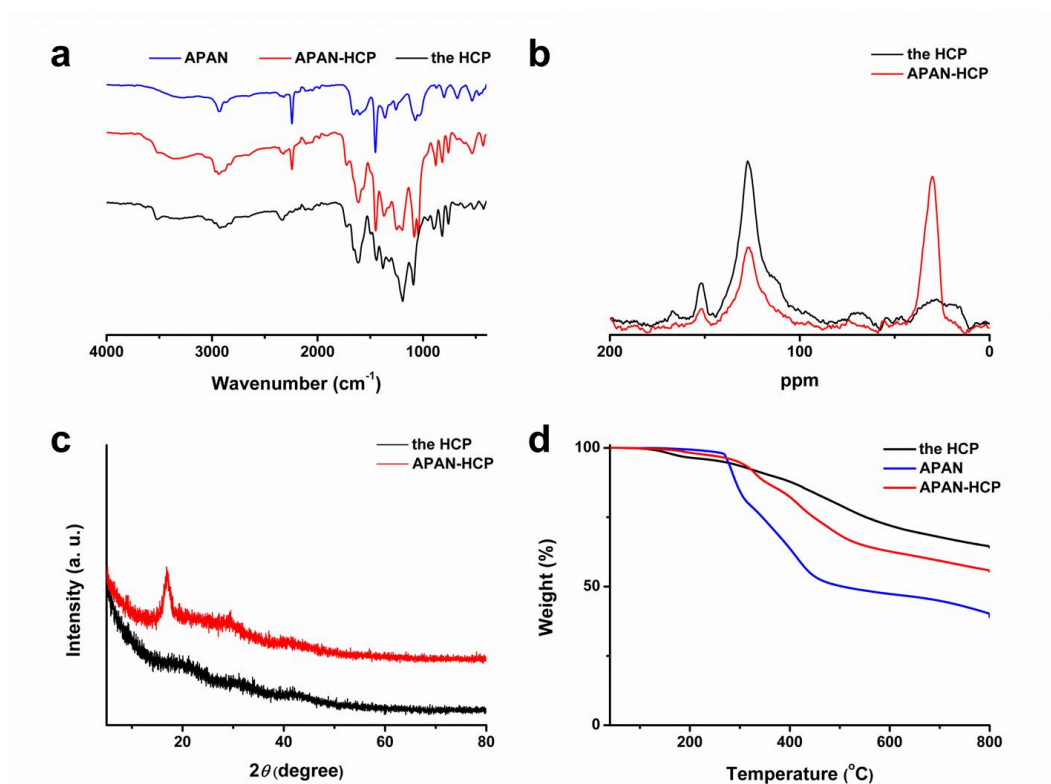 a
APAN APAN-HCP the HCP
4000 3000 2000 1000
Wavenumber (cm⁻¹)
b
the HCP
APAN-HCP
200 100 0
ppm
c
the HCP
APAN-HCP
Intensity (a. u.)
20 40 60 80
2θ (degree)
d
the HCP
APAN
APAN-HCP
100
50
0
Weight (%)
200 400 600 800
Temperature (°C)